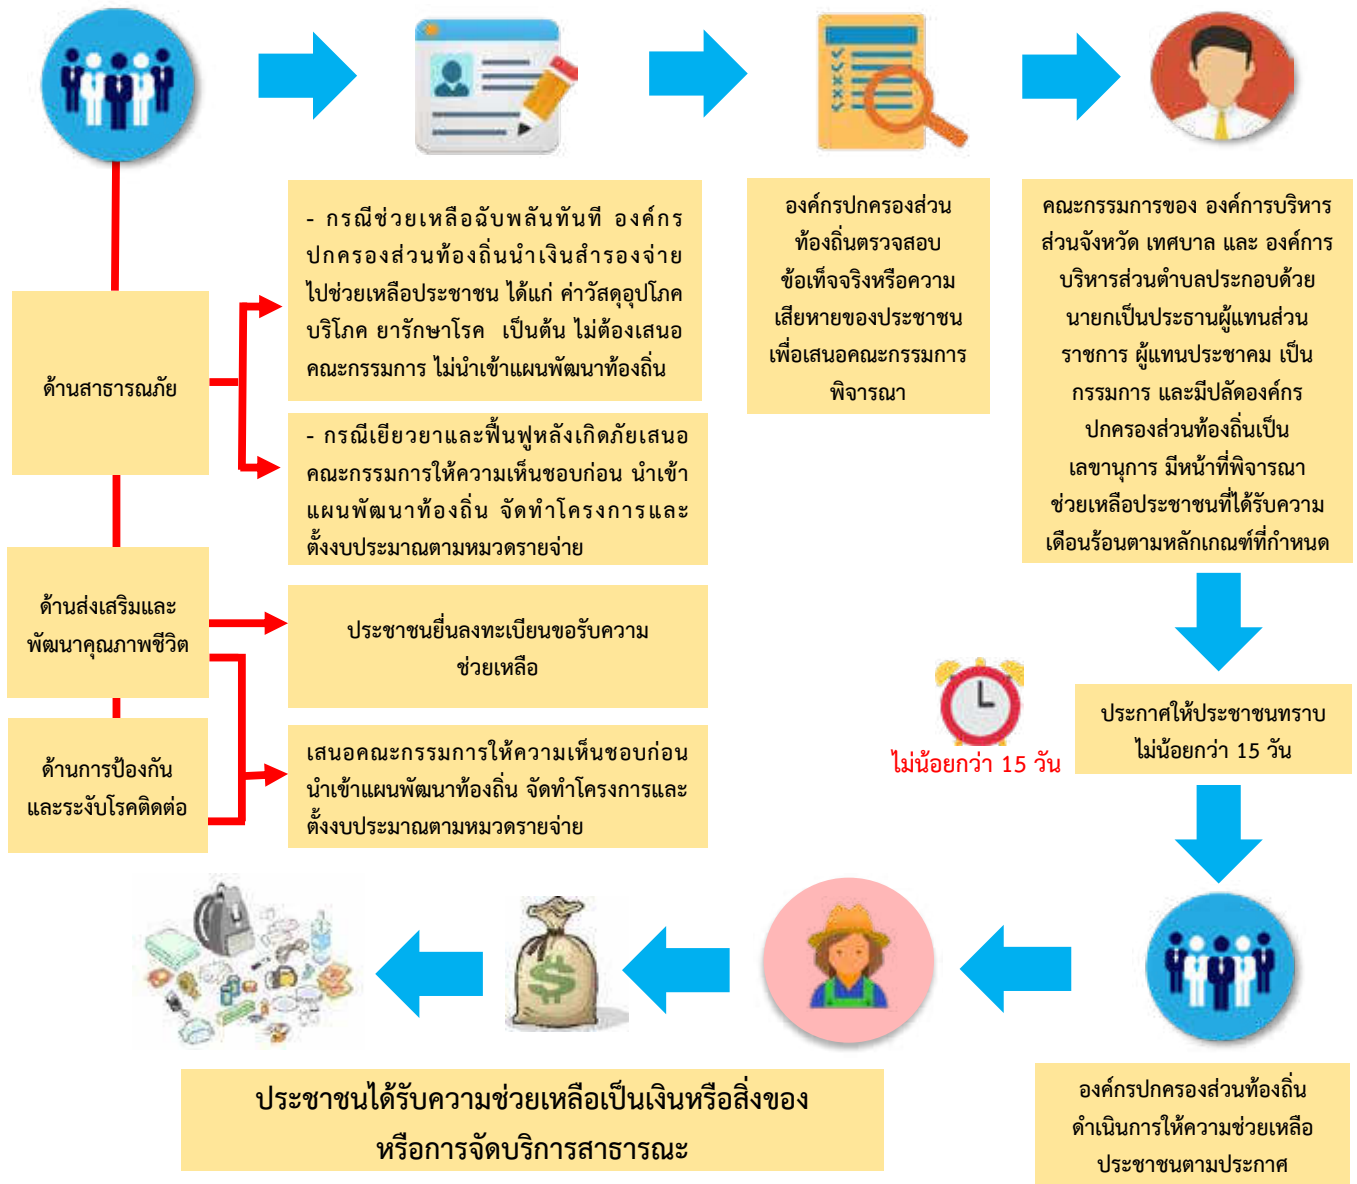 - กรณีช่วยเหลือฉับพลันทันที องค์กร
ปกครองส่วนท้องถิ่นนำเงินสำรองจ่าย
ไปช่วยเหลือประชาชน ได้แก่ ค่าวัสดุอุปโภค
บริโภค ยารักษาโรค เป็นต้น ไม่ต้องเสนอ
คณะกรรมการ ไม่นำเข้าแผนพัฒนาท้องถิ่น
องค์กรปกครองส่วน
ท้องถิ่นตรวจสอบ
ข้อเท็จจริงหรือความ
เสียหายของประชาชน
เพื่อเสนอคณะกรรมการ
พิจารณา
คณะกรรมการของ องค์การบริหาร
ส่วนจังหวัด เทศบาล และ องค์การ
บริหารส่วนตำบลประกอบด้วย
นายกเป็นประธานผู้แทนส่วน
ราชการ ผู้แทนประชาคม เป็น
กรรมการ และมีปลัดองค์กร
ปกครองส่วนท้องถิ่นเป็น
เลขานุการ มีหน้าที่พิจารณา
ช่วยเหลือประชาชนที่ได้รับความ
เดือนร้อนตามหลักเกณฑ์ที่กำหนด
ด้านสาธารณภัย
- กรณีเยียวยาและฟื้นฟูหลังเกิดภัยเสนอ
คณะกรรมการให้ความเห็นชอบก่อน นำเข้า
แผนพัฒนาท้องถิ่น จัดทำโครงการและ
ตั้งงบประมาณตามหมวดรายจ่าย
ด้านส่งเสริมและ
พัฒนาคุณภาพชีวิต
ประชาชนยื่นลงทะเบียนขอรับความ
ช่วยเหลือ
ด้านการป้องกัน
และระงับโรคติดต่อ
เสนอคณะกรรมการให้ความเห็นชอบก่อน
นำเข้าแผนพัฒนาท้องถิ่น จัดทำโครงการและ
ตั้งงบประมาณตามหมวดรายจ่าย
ไม่น้อยกว่า 15 วัน
ประกาศให้ประชาชนทราบ
ไม่น้อยกว่า 15 วัน
องค์กรปกครองส่วนท้องถิ่น
ดำเนินการให้ความช่วยเหลือ
ประชาชนตามประกาศ
ประชาชนได้รับความช่วยเหลือเป็นเงินหรือสิ่งของ
หรือการจัดบริการสาธารณะ